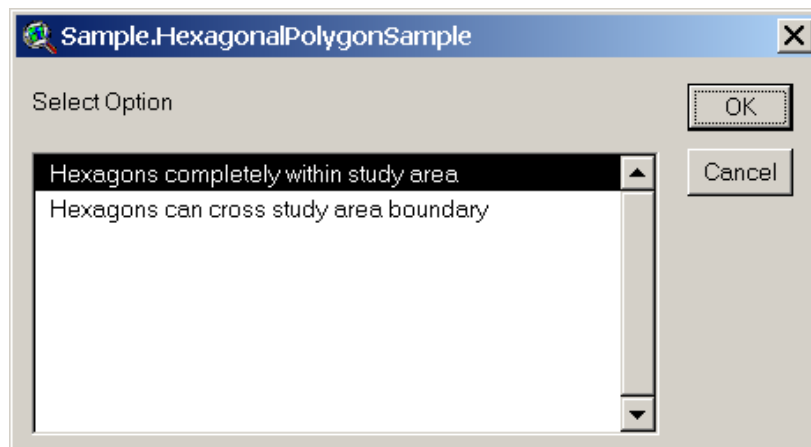 Sample.HexagonalPolygonSample
Select Option
OK
Cancel
Hexagons completely within study area
Hexagons can cross study area boundary